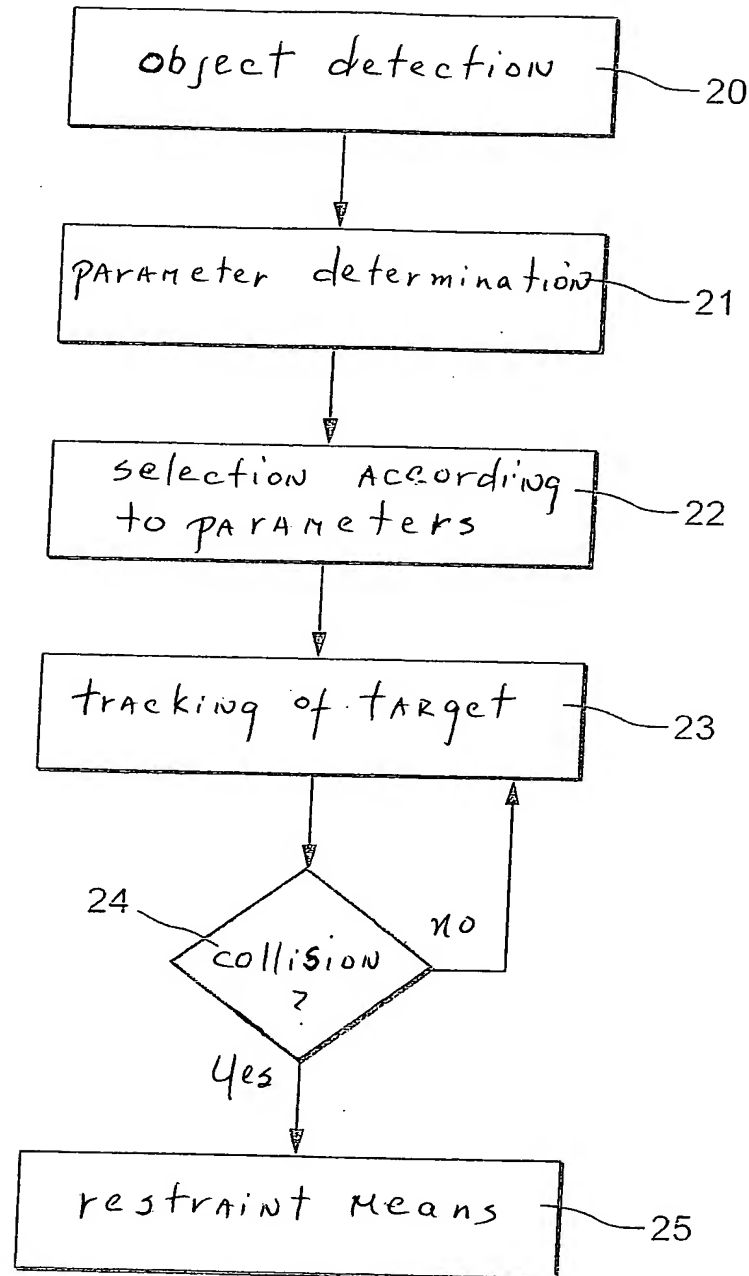 object detection
20
parameter determination
21
selection according
to parameters
22
tracking of target
23
24
collision
?
no
Yes
restraint means
25